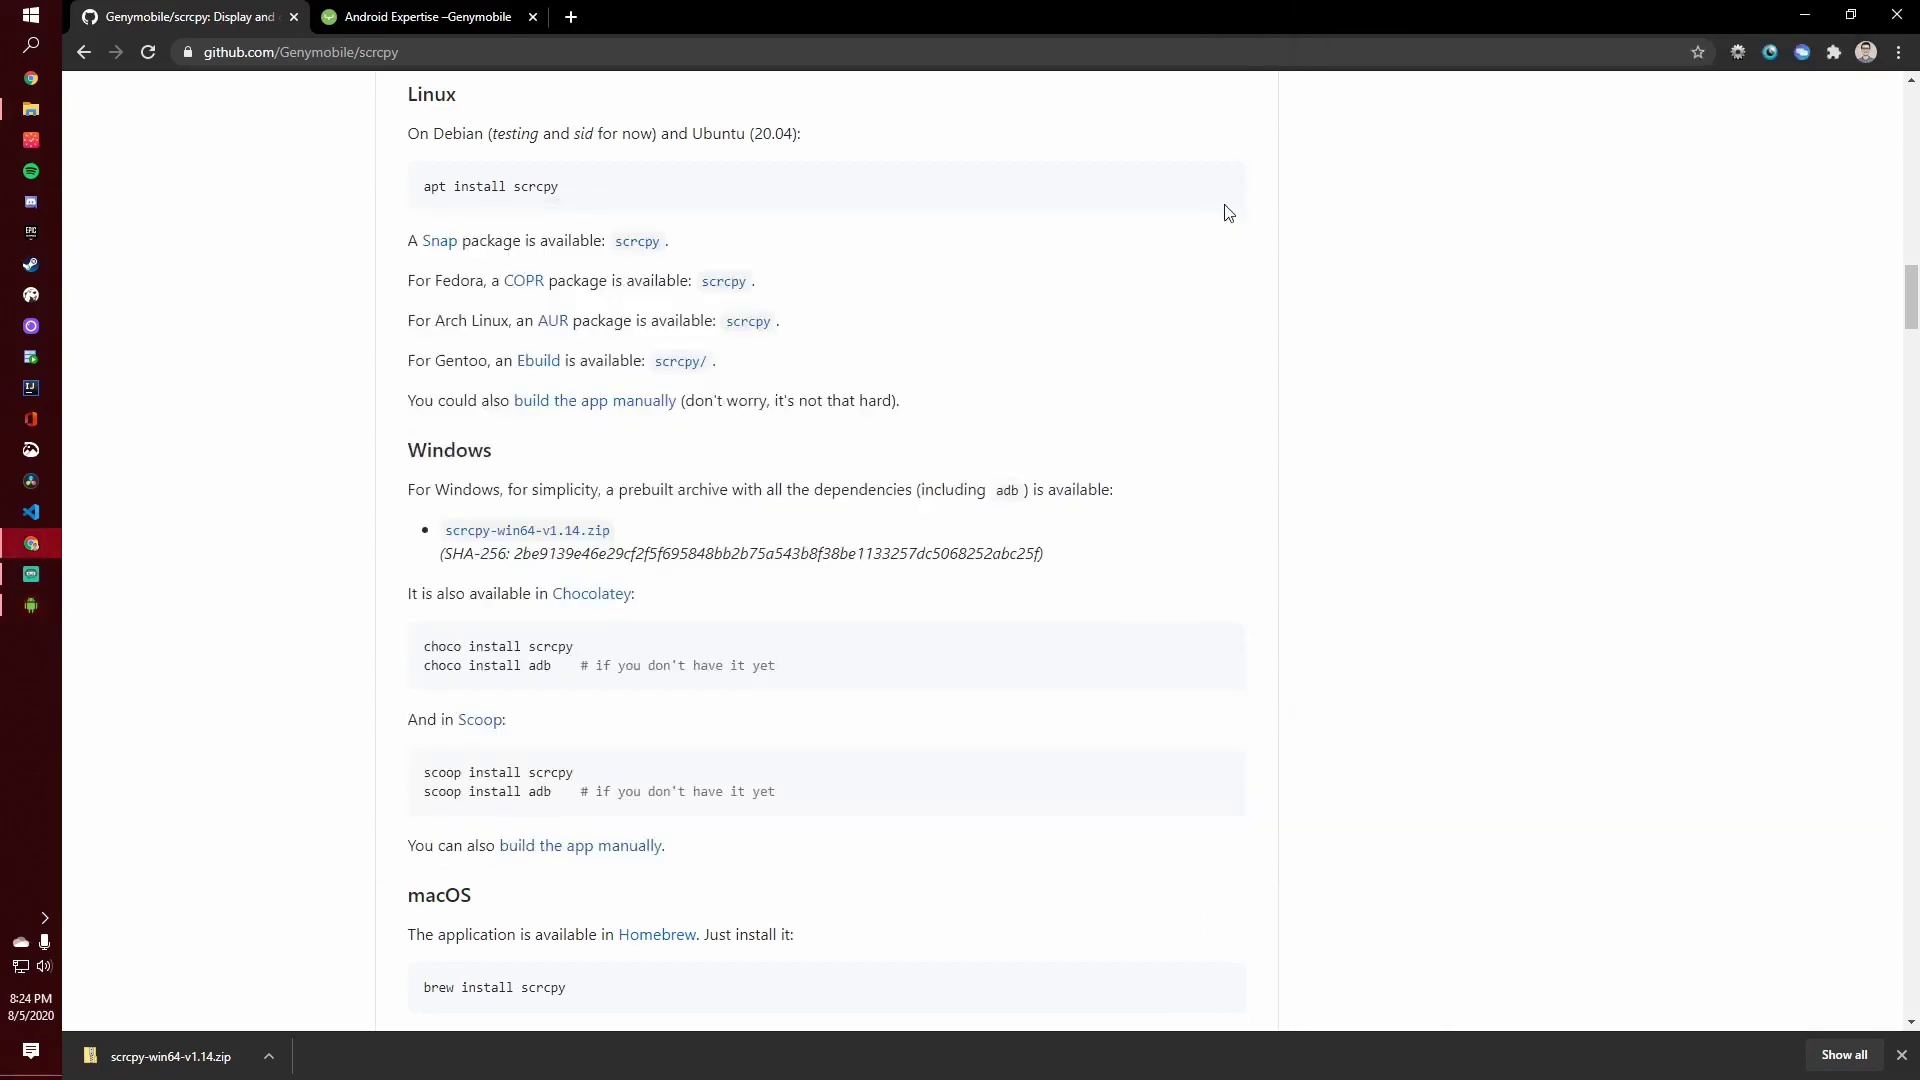 Genymobile/scrcpy: Display and
Android Expertise –Genymobile
github.com/Genymobile/scrcpy
Linux
On Debian (testing and sid for now) and Ubuntu (20.04):
apt install scrcpy
A Snap package is available: scrcpy .
For Fedora, a COPR package is available: scrcpy .
For Arch Linux, an AUR package is available: scrcpy .
For Gentoo, an Ebuild is available: scrcpy/ .
You could also build the app manually (don't worry, it's not that hard).
Windows
For Windows, for simplicity, a prebuilt archive with all the dependencies (including adb ) is available:
scrcpy-win64-v1.14.zip
(SHA-256: 2be9139e46e29cf2f5f695848bb2b75a543b8f38be1133257dc5068252abc25f)
It is also available in Chocolatey:
choco install scrcpy
choco install adb # if you don't have it yet
And in Scoop:
scoop install scrcpy
scoop install adb # if you don't have it yet
You can also build the app manually.
macOS
The application is available in Homebrew. Just install it:
brew install scrcpy
EPIC
IJ
8:24 PM
8/5/2020
scrcpy-win64-v1.14.zip
Show all